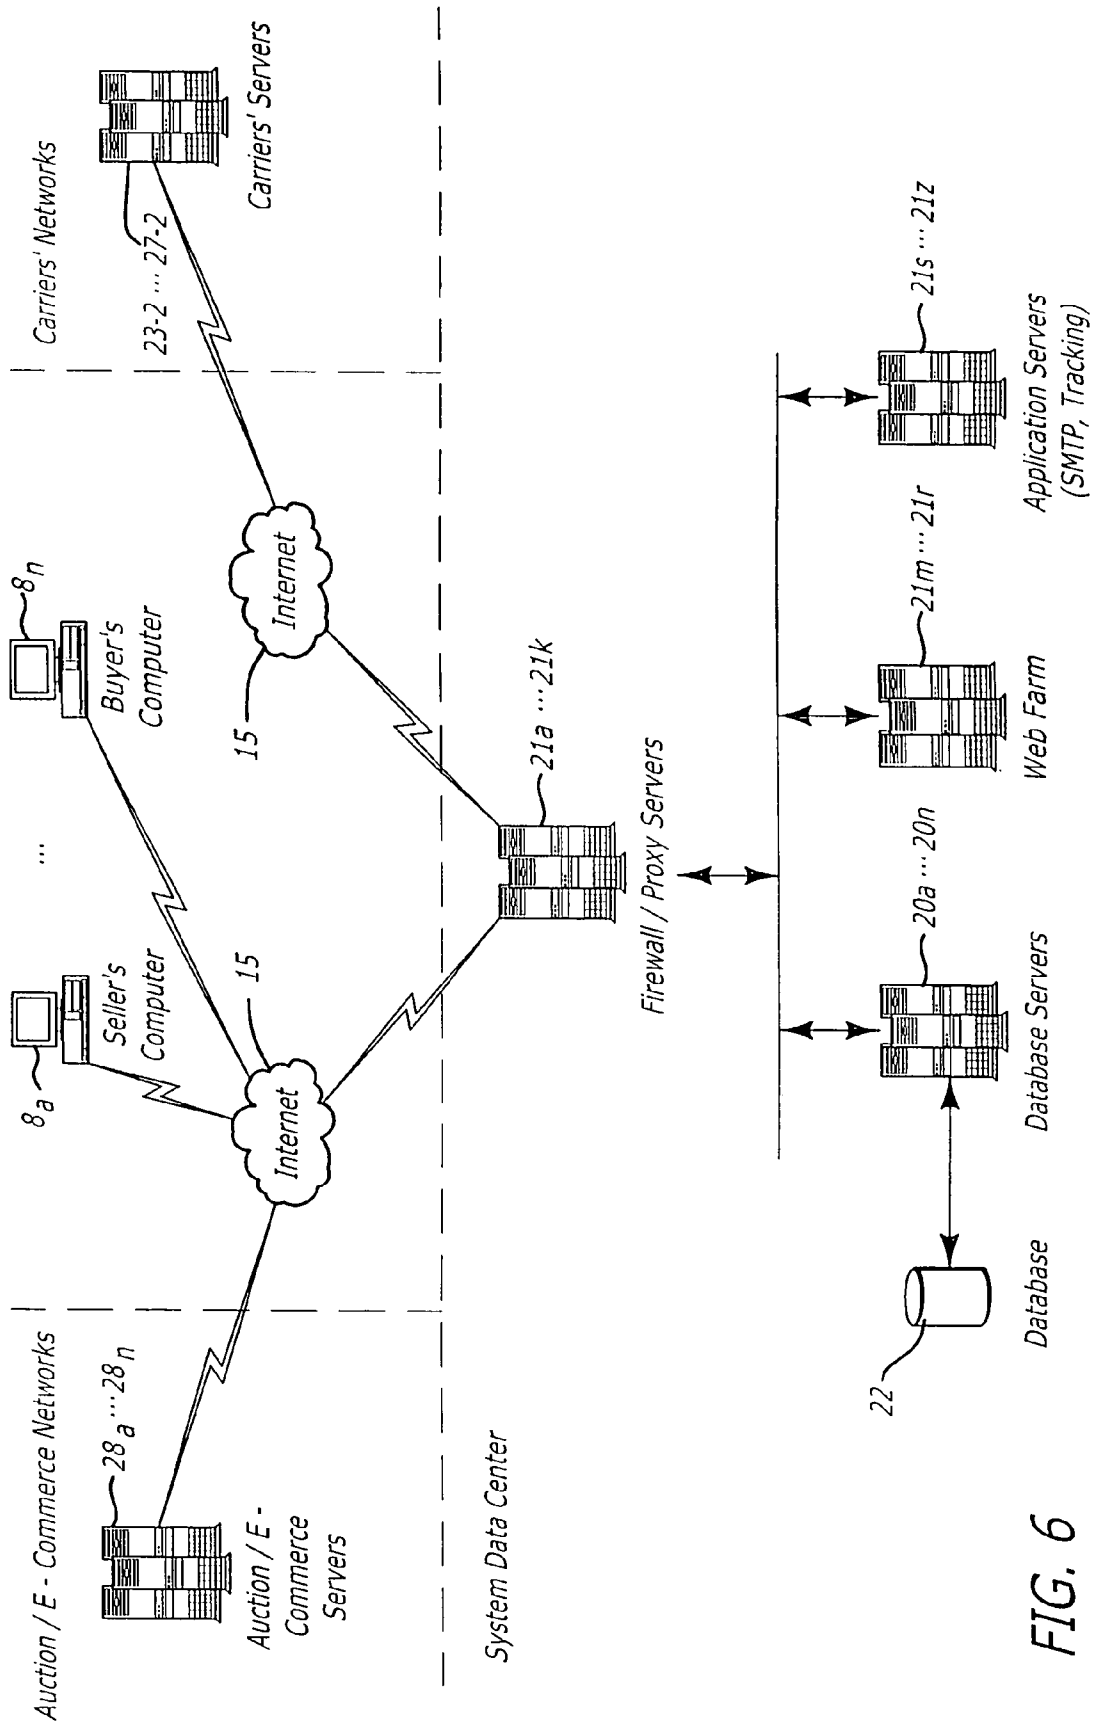 Auction / E - Commerce Networks
Carriers' Networks
28a ... 28n
8a
...
8n
23-2 ... 27-2
Seller's
Computer
Buyer's
Computer
Auction / E -
Commerce
Servers
15
15
Carriers' Servers
Internet
Internet
System Data Center
21a ... 21k
Firewall / Proxy Servers
22
20a ... 20n
21m ... 21r
21s ... 21z
Database
Database Servers
Web Farm
Application Servers
(SMTP, Tracking)
FIG. 6